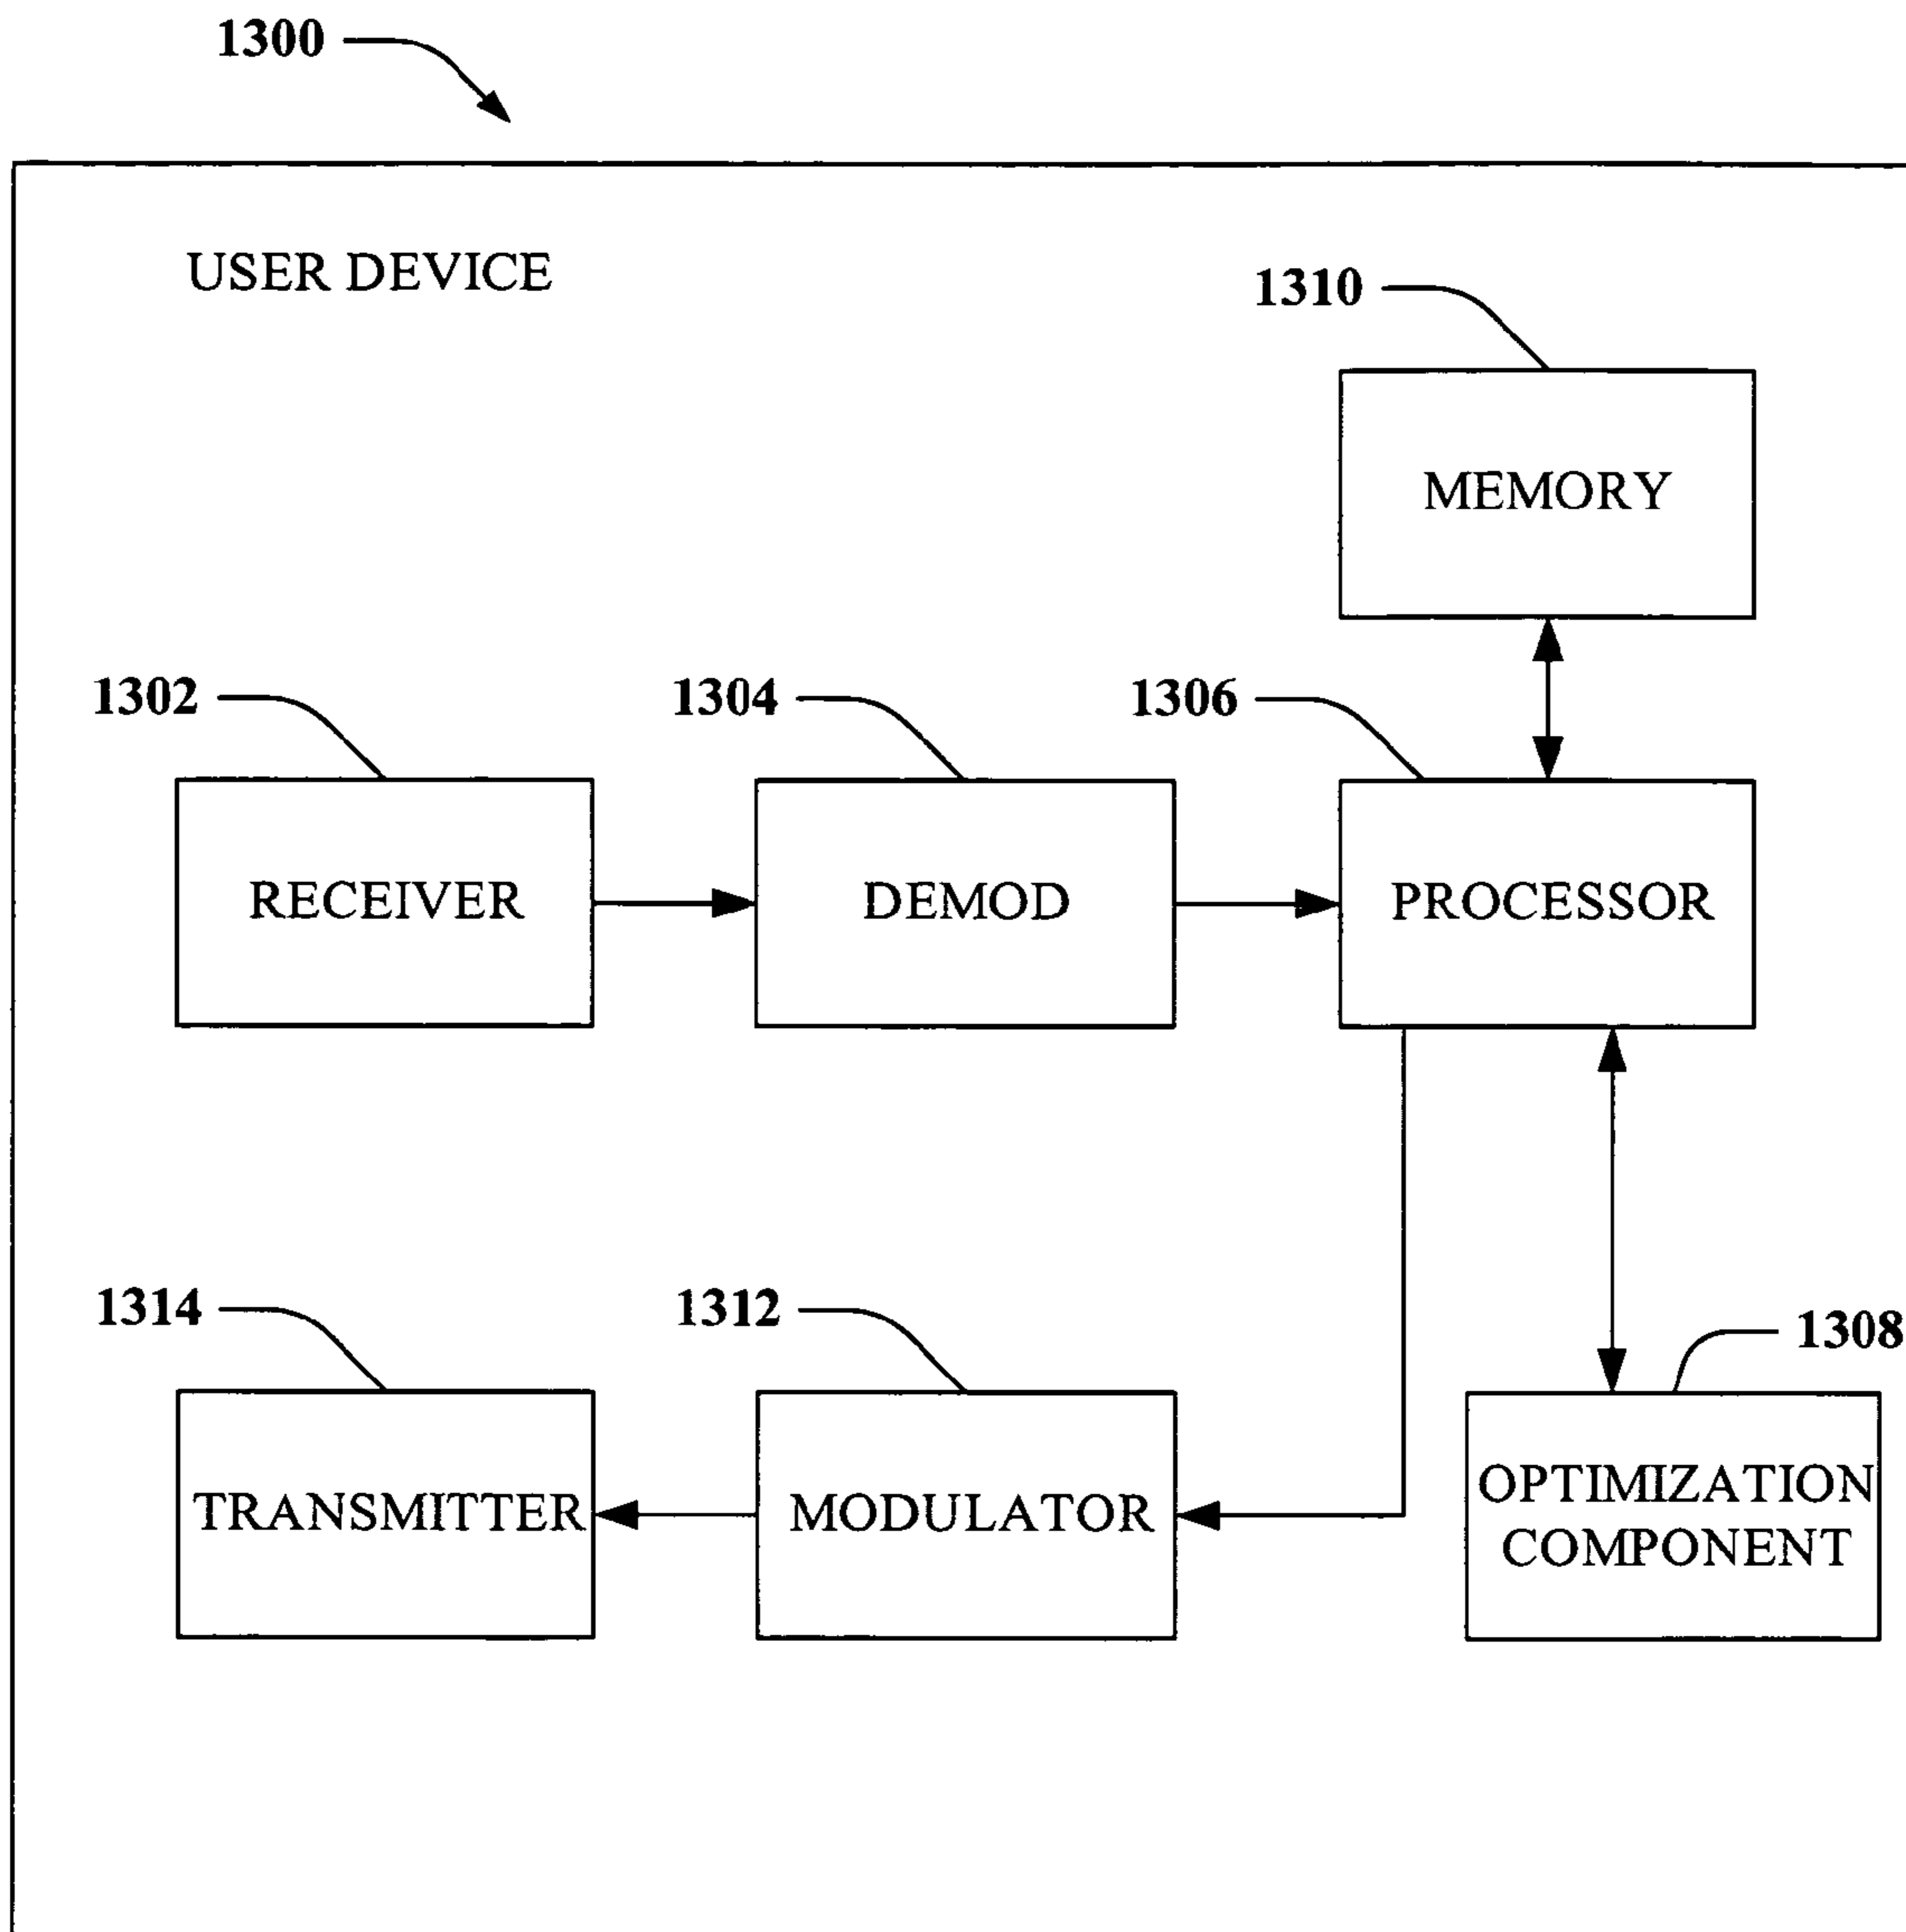 1300
USER DEVICE
1310
MEMORY
1302
1304
1306
RECEIVER
DEMOD
PROCESSOR
1314
1312
1308
TRANSMITTER
MODULATOR
OPTIMIZATION
COMPONENT